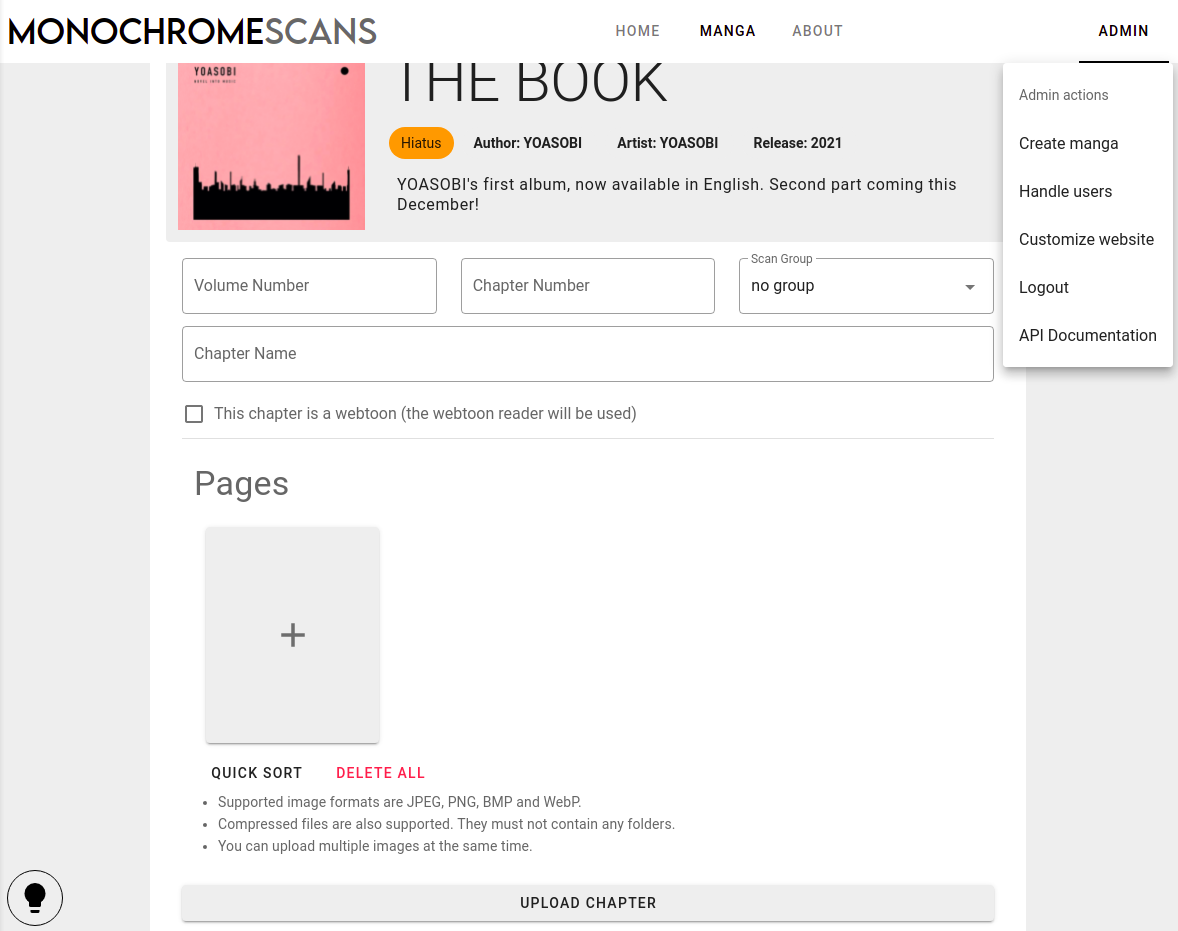 MONOCHROMESCANS
HOME
MANGA
ABOUT
ADMIN
YOASOBI
THE BOOK
Hiatus
Author: YOASOBI
Artist: YOASOBI
Release: 2021
YOASOBI's first album, now available in English. Second part coming this
December!
Admin actions
Create manga
Handle users
Customize website
Logout
API Documentation
Volume Number
Chapter Number
Scan Group
no group
Chapter Name
This chapter is a webtoon (the webtoon reader will be used)
Pages
QUICK SORT
DELETE ALL
Supported image formats are JPEG, PNG, BMP and WebP.
Compressed files are also supported. They must not contain any folders.
You can upload multiple images at the same time.
UPLOAD CHAPTER